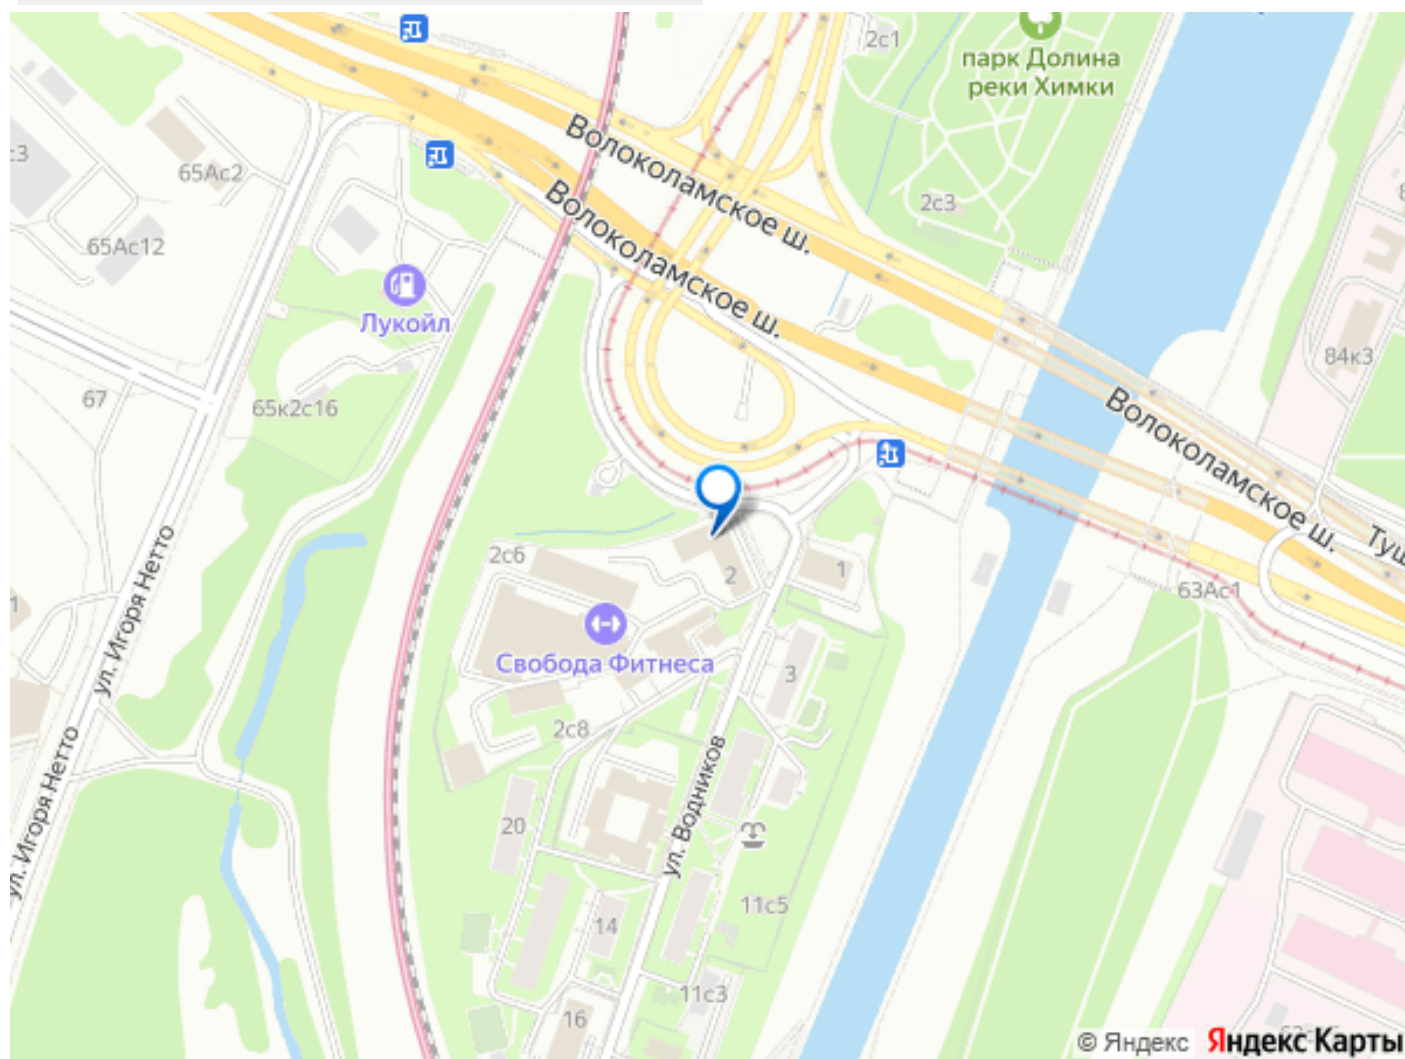 2с1
парк Долина
реки Химки
Волоколамское ш.
65Ас2
2с3
Волоколамское ш.
65Ас12
Лукойл
84к3
67
65к2с16
Волоколамское ш.
2с6
2
1
63Ас1
ул. Игоря Нетто
Свобода Фитнеса
3
2с8
ул. Водников
ул. Игоря Нетто
20
11с5
14
11с3
16
© Яндекс Яндекс Карты